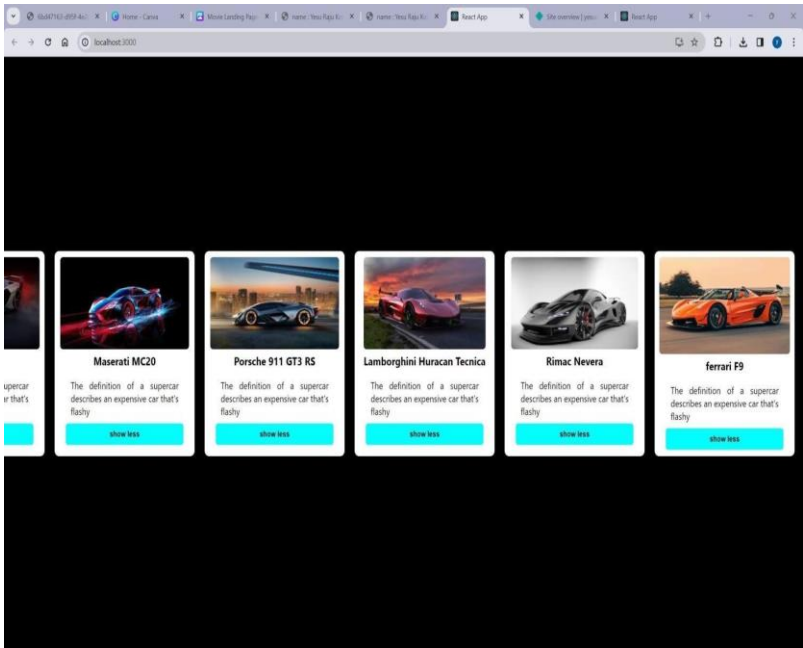 Home - Canva
Movie Landing Page
React App
React App
localhost:3000
Maserati MC20
Porsche 911 GT3 RS
Lamborghini Huracan Tecnica
Rimac Nevera
ferrari F9
supercar
The definition of a supercar
The definition of a supercar
The definition of a supercar
The definition of a supercar
The definition of a supercar
that's
describes an expensive car that's
describes an expensive car that's
describes an expensive car that's
describes an expensive car that's
describes an expensive car that's
flashy
flashy
flashy
flashy
flashy
show less
show less
show less
show less
show less